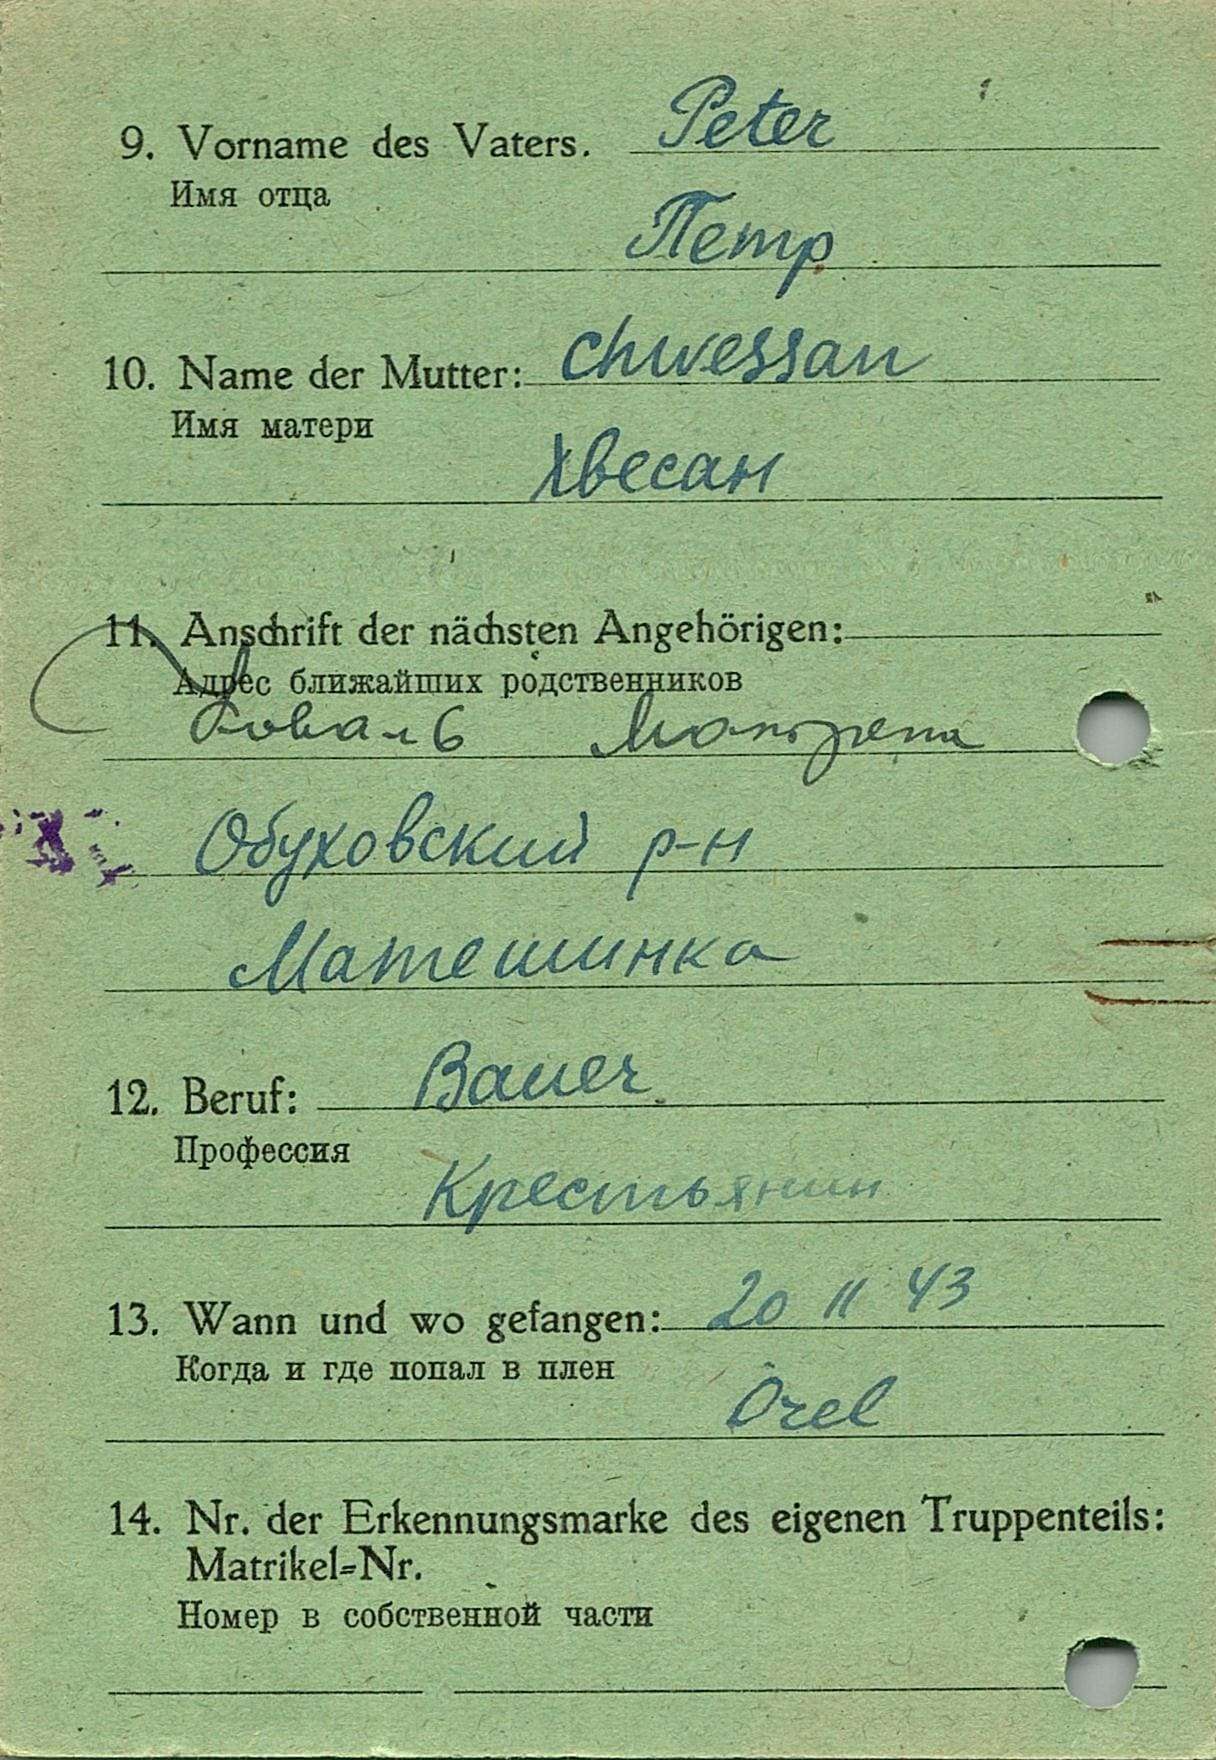 9. Vorname des Vaters. Peter
Имя отца
Петр
10. Name der Mutter: Chwessan
Имя матери
Хвесан
11. Anschrift der nächsten Angehörigen:
Адрес ближайших родственников
Коваль
Обуховский р-н
Матешинка
12. Beruf: Bauer
Профессия
Крестьянин
13. Wann und wo gefangen: 20 11 43
Когда и где попал в плен
Orel
14. Nr. der Erkennungsmarke des eigenen Truppenteils:
Matrikel-Nr.
Номер в собственной части